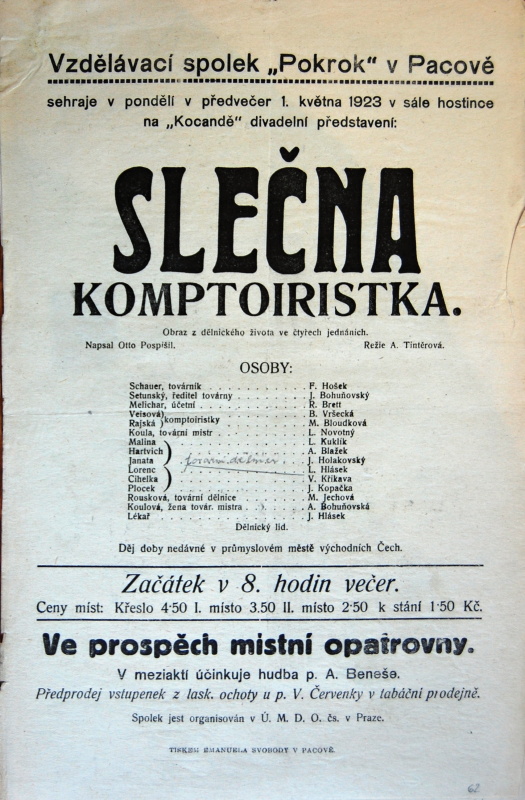 Vzdělávací spolek „Pokrok“ v Pacově
sehraje v pondělí v předvečer 1. května 1923 v sále hostince
na „Kocandě“ divadelní představení:
SLEČNA
KOMPTOIRISTKA.
Obraz z dělnického života ve čtyřech jednáních.
Napsal Otto Pospíšil. Režie A. Tintěrová.
OSOBY:
Schauer, továrník . . . . . . . . . . . F. Hošek
Setunský, ředitel továrny . . . . . . . J. Bohuňovský
Melichar, účetní . . . . . . . . . . . R. Brett
Veisová) komptoiristky . . . . . . . . B. Vršecká
Rajská ) . . . . . . . . M. Bloudková
Koula, tovární mistr . . . . . . . . . L. Novotný
Malina . . . . . . . . L. Kuklík
Hartvich . . . . . . . . A. Blažek
Janata tovární dělníci . . J. Holakovský
Lorenc . . . . . . . . L. Hlásek
Cihelka . . . . . . . . V. Křikava
Plocek . . . . . . . . J. Kopačka
Rousková, tovární dělnice . . . . . . M. Jechová
Koulová, žena továr. mistra . . . . . A. Bohuňovská
Lékař . . . . . . . . . . . J. Hlásek
Dělnický lid.
Děj doby nedávné v průmyslovém městě východních Čech.
Začátek v 8. hodin večer.
Ceny míst: Křeslo 4·50 I. místo 3.50 II. místo 2·50 k stání 1·50 Kč.
Ve prospěch místní opatrovny.
V meziaktí účinkuje hudba p. A. Beneše.
Předprodej vstupenek z lask. ochoty u p. V. Červenky v tabáční prodejně.
Spolek jest organisován v Ú. M. D. O. čs. v Praze.
TISKEM EMANUELA SVOBODY V PACOVĚ.
62